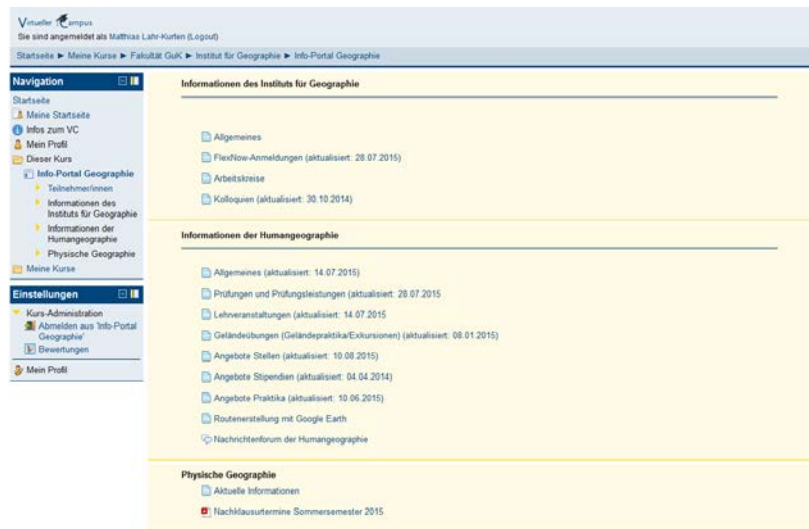 Virtueller Campus
Sie sind angemeldet als Matthias Lahr-Kurten (Logout)
Startseite ► Meine Kurse ► Fakultät GuK ► Institut für Geographie ► Info-Portal Geographie
Navigation
Startseite
Meine Startseite
Infos zum VC
Mein Profil
Dieser Kurs
Info-Portal Geographie
Teilnehmer/innen
Informationen des
Instituts für Geographie
Informationen der
Humangeographie
Physische Geographie
Meine Kurse
Einstellungen
Kurs-Administration
Abmelden aus 'Info-Portal
Geographie'
Bewertungen
Mein Profil
Informationen des Instituts für Geographie
Allgemeines
FlexNow-Anmeldungen (aktualisiert: 28.07.2015)
Arbeitskreise
Kolloquien (aktualisiert: 30.10.2014)
Informationen der Humangeographie
Allgemeines (aktualisiert: 14.07.2015)
Prüfungen und Prüfungsleistungen (aktualisiert: 28.07.2015
Lehrveranstaltungen (aktualisiert: 14.07.2015
Geländeübungen (Geländepraktika/Exkursionen) (aktualisiert: 08.01.2015)
Angebote Stellen (aktualisiert: 10.08.2015)
Angebote Stipendien (aktualisiert: 04.04.2014)
Angebote Praktika (aktualisiert: 10.06.2015)
Routenerstellung mit Google Earth
Nachrichtenforum der Humangeographie
Physische Geographie
Aktuelle Informationen
Nachklausurtermine Sommersemester 2015